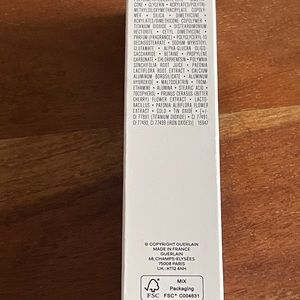 CONE • GLYCERIN • ACRYLATES/POLYTRI-
METHYLSILOXYMETHACRYLATE COPOLY-
MER • SILICA • DIMETHICONE
ACRYLATES/DIMETHICONE COPOLYMER
TITANIUM DIOXIDE • DISTEARDIMONIUM
HECTORITE • CETYL DIMETHICONE
PARFUM (FRAGRANCE) • POLYGLYCERYL-10
DECAOSTEARATE • SODIUM MYRISTOYL
GLUTAMATE • ALPHA-GLUCAN OLIGO-
SACCHARIDE • BETAINE • PROPYLENE
CARBONATE • CHLORPHENESIN • POLYMNIA
SONCHIFOLIA ROOT JUICE • PAEONIA
LACTIFLORA ROOT EXTRACT • CALCIUM
ALUMINUM BOROSILICATE • ALUMINUM
HYDROXIDE • MALTODEXTRIN • TROM-
ETHAMINE • ALUMINA • STEARIC ACID
TOCOPHEROL • PRUNUS CERASUS (BITTER
CHERRY) FLOWER EXTRACT • LACTO-
BACILLUS • PAEONIA ALBIFLORA FLOWER
EXTRACT • GOLD • TIN OXIDE • [+/-
CI 77891 (TITANIUM DIOXIDE) • CI 77491,
CI 77492, CI 77499 (IRON OXIDES)] 16947
© COPYRIGHT GUERLAIN
MADE IN FRANCE
GUERLAIN
68, CHAMPS-ELYSÉES
75008 PARIS
UK : KT12 4NH
FSC
MIX
Packaging
FSC® C004631